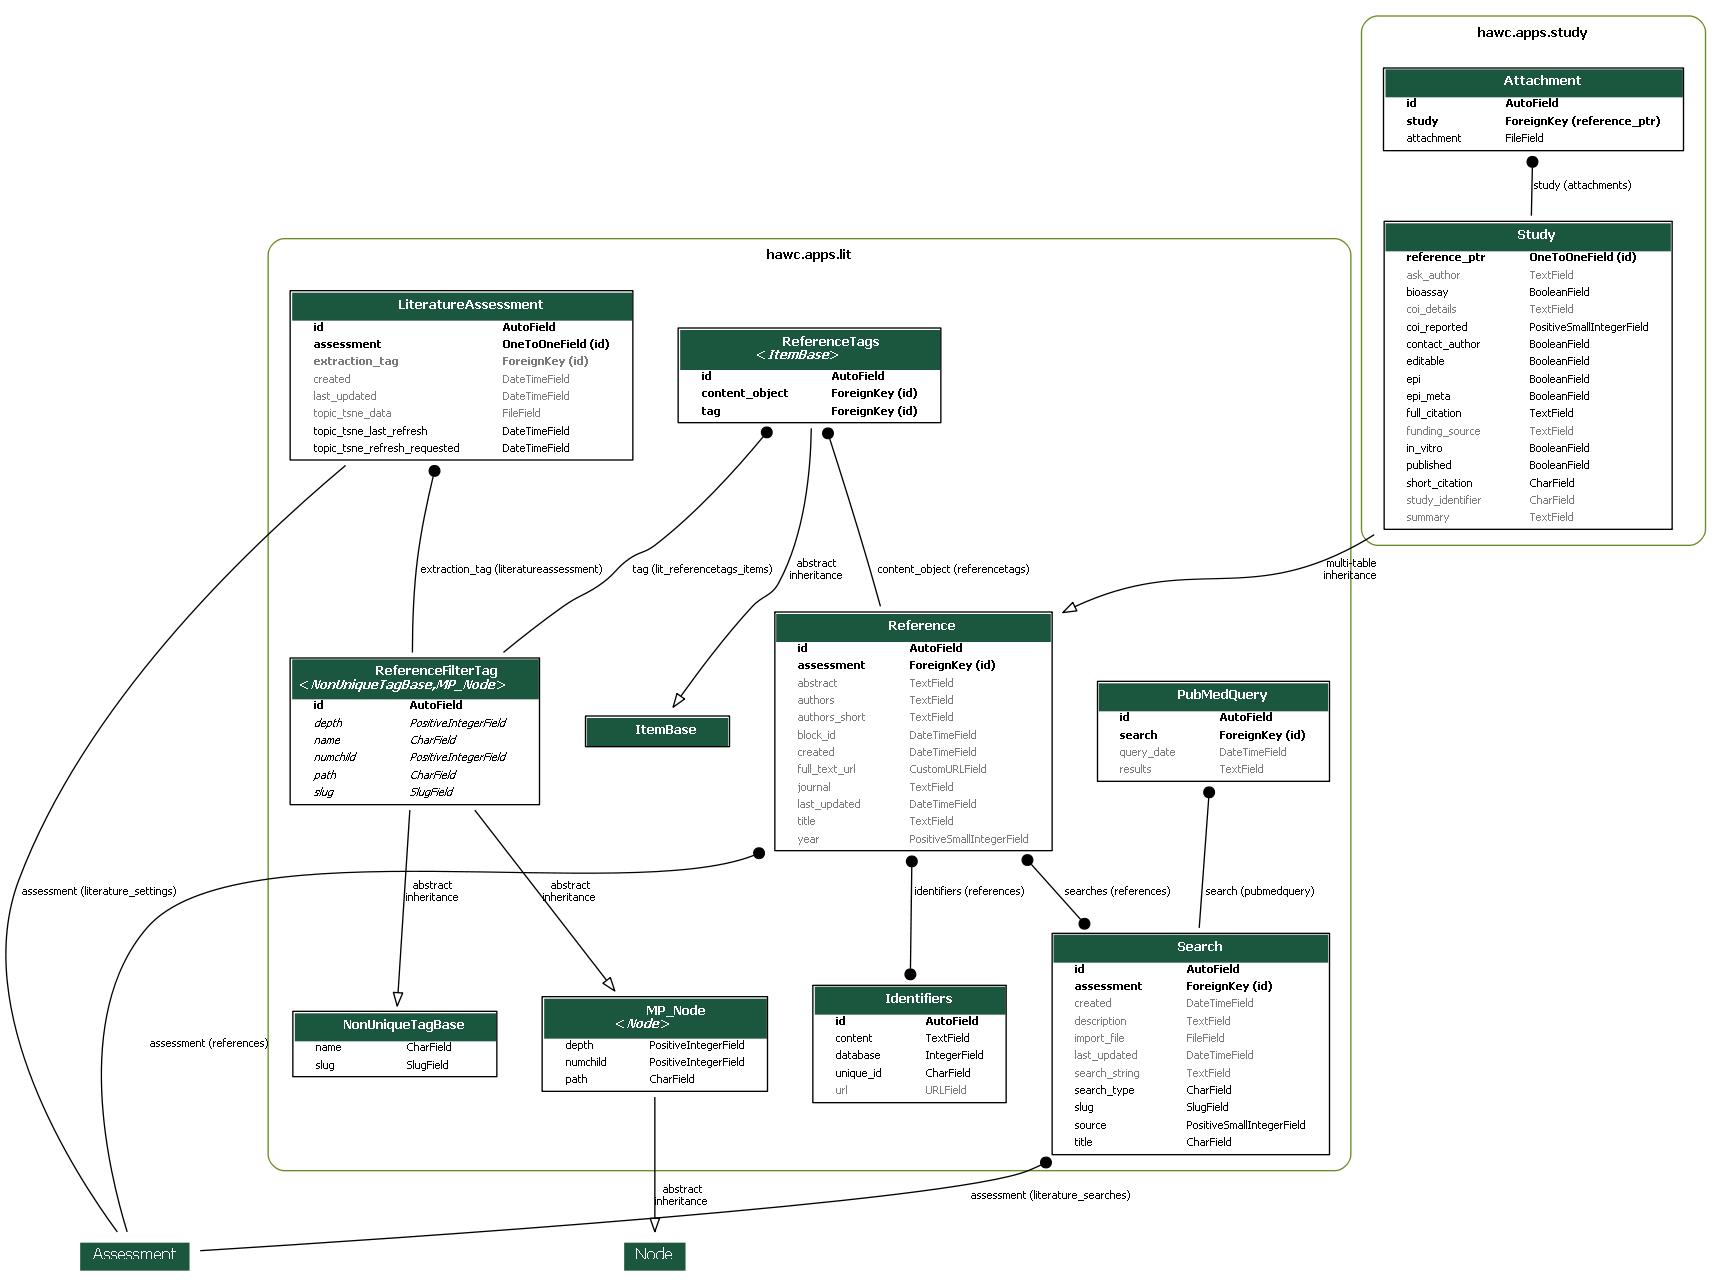 hawc.apps.study
Attachment
id AutoField
study ForeignKey (reference_ptr)
attachment FileField
study (attachments)
Study
reference_ptr OneToOneField (id)
ask_author TextField
bioassay BooleanField
coi_details TextField
coi_reported PositiveSmallIntegerField
contact_author BooleanField
editable BooleanField
epi BooleanField
epi_meta BooleanField
full_citation TextField
funding_source TextField
in_vitro BooleanField
published BooleanField
short_citation CharField
study_identifier CharField
summary TextField
multi-table
inheritance
hawc.apps.lit
LiteratureAssessment
id AutoField
assessment OneToOneField (id)
extraction_tag ForeignKey (id)
created DateTimeField
last_updated DateTimeField
topic_tsne_data FileField
topic_tsne_last_refresh DateTimeField
topic_tsne_refresh_requested DateTimeField
ReferenceTags
<ItemBase>
id AutoField
content_object ForeignKey (id)
tag ForeignKey (id)
extraction_tag (literatureassessment)
tag (lit_referencetags_items)
abstract
inheritance
content_object (referencetags)
ReferenceFilterTag
<NonUniqueTagBase,MP_Node>
id AutoField
depth PositiveIntegerField
name CharField
numchild PositiveIntegerField
path CharField
slug SlugField
ItemBase
Reference
id AutoField
assessment ForeignKey (id)
abstract TextField
authors TextField
authors_short TextField
block_id DateTimeField
created DateTimeField
full_text_url CustomURLField
journal TextField
last_updated DateTimeField
title TextField
year PositiveSmallIntegerField
PubMedQuery
id AutoField
search ForeignKey (id)
query_date DateTimeField
results TextField
assessment (literature_settings)
abstract
inheritance
abstract
inheritance
identifiers (references)
searches (references)
search (pubmedquery)
assessment (references)
NonUniqueTagBase
name CharField
slug SlugField
MP_Node
<Node>
depth PositiveIntegerField
numchild PositiveIntegerField
path CharField
Identifiers
id AutoField
content TextField
database IntegerField
unique_id CharField
url URLField
Search
id AutoField
assessment ForeignKey (id)
created DateTimeField
description TextField
import_file FileField
last_updated DateTimeField
search_string TextField
search_type CharField
slug SlugField
source PositiveSmallIntegerField
title CharField
abstract
inheritance
assessment (literature_searches)
Assessment
Node